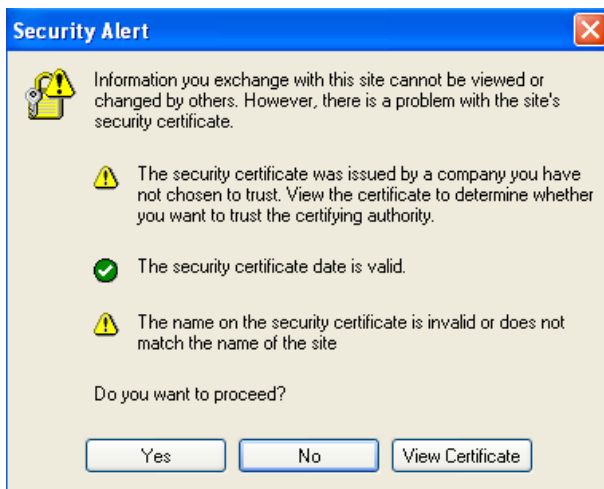 Security Alert
Information you exchange with this site cannot be viewed or
changed by others. However, there is a problem with the site's
security certificate.
The security certificate was issued by a company you have
not chosen to trust. View the certificate to determine whether
you want to trust the certifying authority.
The security certificate date is valid.
The name on the security certificate is invalid or does not
match the name of the site
Do you want to proceed?
Yes
No
View Certificate